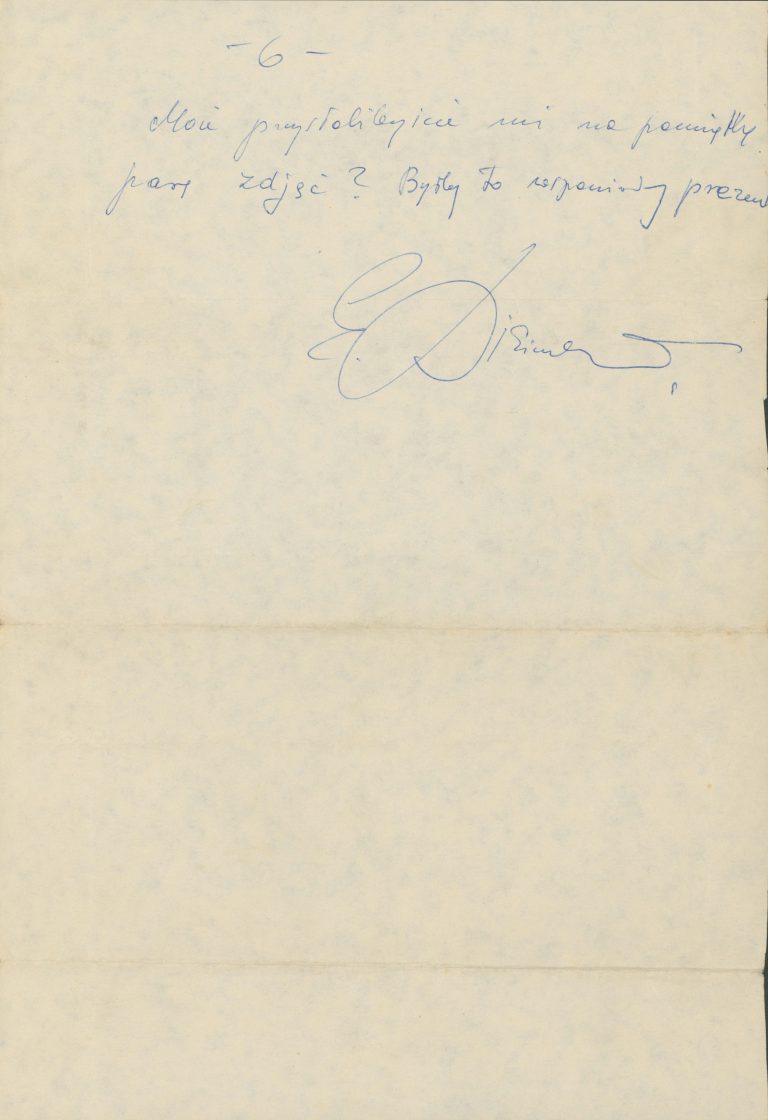 - 6 -
Może przysłalibyście mi na pamiątkę
parę zdjęć? Byłby to wspaniały prezent
E.